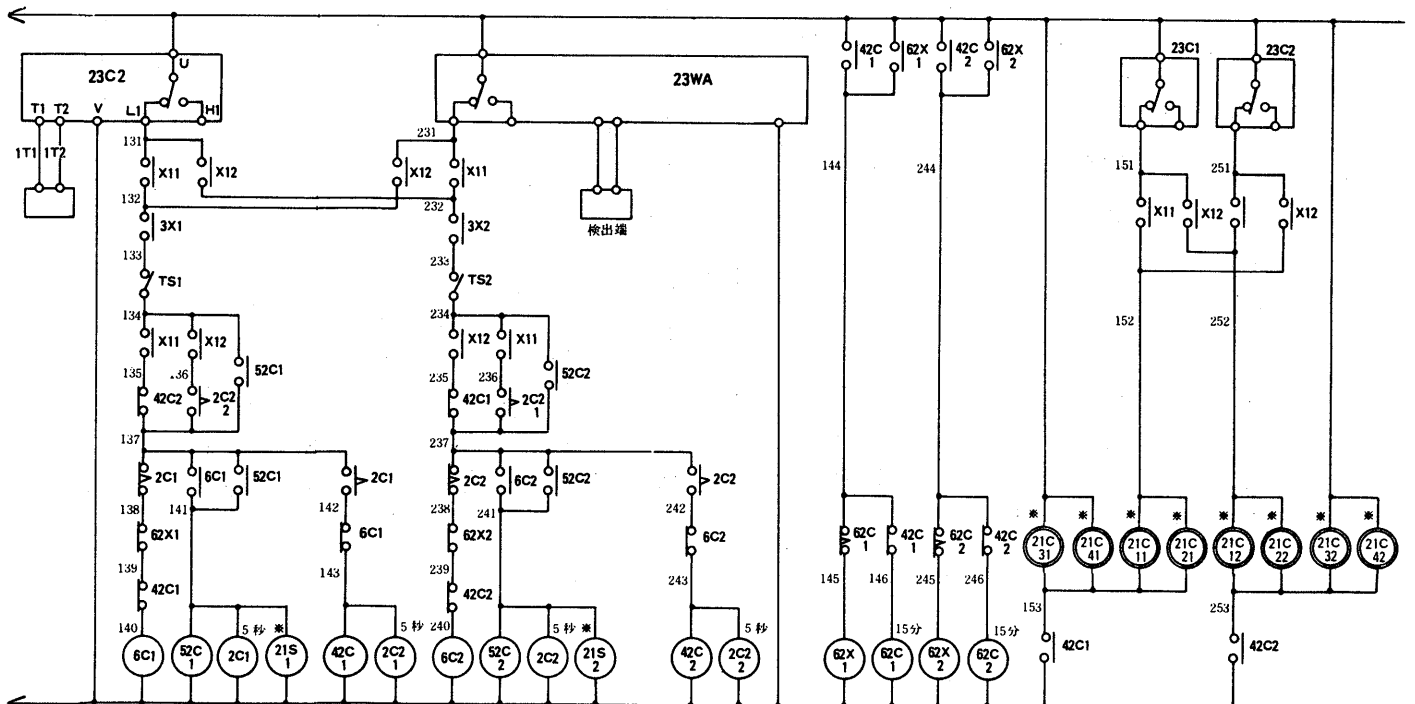 23C2
U
T1 T2 V L1 H1
1T1 1T2
23WA
検出端
131
X11 X12
132
3X1
133
TS1
134
X11 X12
52C1
135 .36
42C2
2C2
2
137
2C1 6C1 52C1 2C1
138 141 142
62X1 6C1
139 143
42C1
140 5秒 ※ 5秒
6C1
52C
1
2C1
21S
1
42C
1
2C2
1
231
X12 X11
232
3X2
233
TS2
234
X12 X11
52C2
235 236
42C1
2C2
1
237
2C2 6C2 52C2 2C2
238 241 242
62X2 6C2
239 243
42C2
240 5秒 ※ 5秒
6C2
52C
2
2C2
21S
2
42C
2
2C2
2
42C
1
62X
1
42C
2
62X
2
144 244
62C
1
42C
1
62C
2
42C
2
145 146 245 246
15分 15分
62X
1
62C
1
62X
2
62C
2
23C1 23C2
151 251
X11 X12 X12
152 252
※ ※ ※ ※ ※ ※
21C
31
21C
41
21C
11
21C
21
21C
12
21C
22
21C
32
21C
42
153 253
42C1 42C2